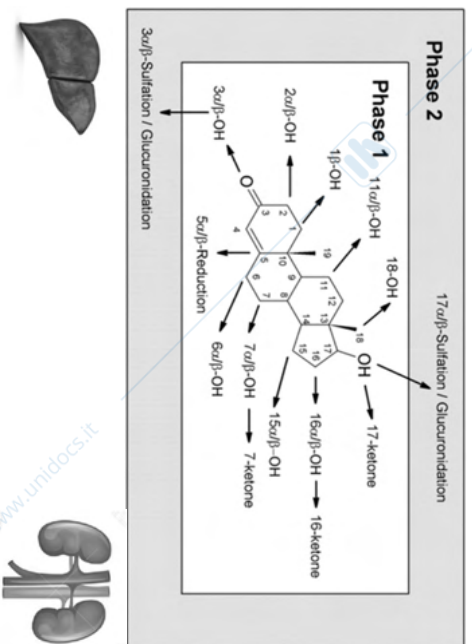 Phase 2
17α/β-Sulfation / Glucuronidation
3α/β-Sulfation / Glucuronidation
Phase 1
11α/β-OH
18-OH
1β-OH
2α/β-OH
3α/β-OH
17-ketone
16α/β-OH
16-ketone
15α/β-OH
7α/β-OH
7-ketone
6α/β-OH
5α/β-Reduction
O
OH
1
2
3
4
5
6
7
8
9
10
11
12
13
14
15
16
17
18
19
www.unidocs.it